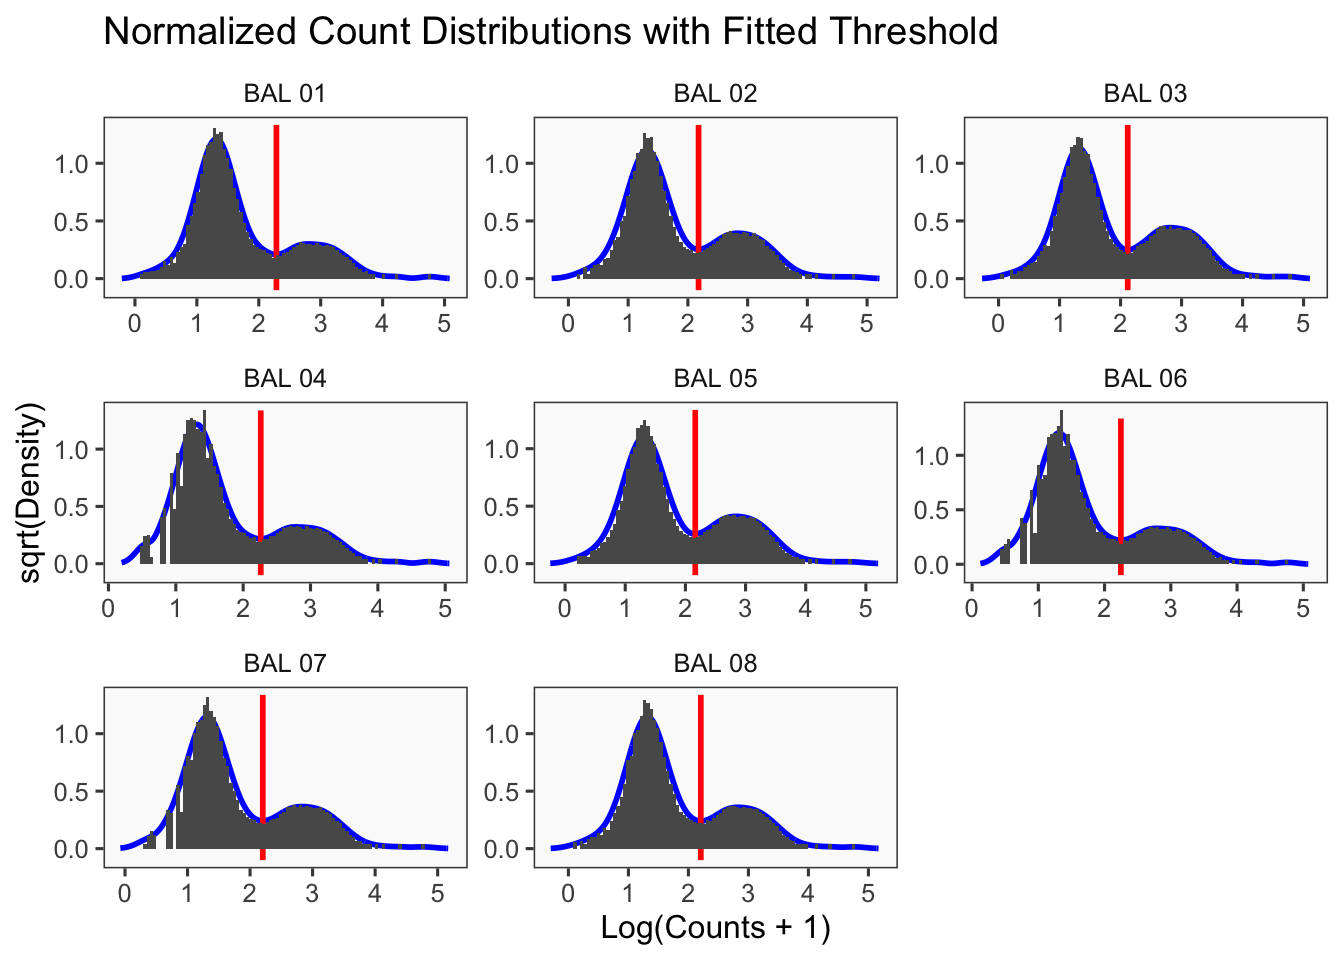 Normalized Count Distributions with Fitted Threshold
BAL 01 BAL 02 BAL 03
1.0 1.0 1.0
0.5 0.5 0.5
0.0 0.0 0.0
0 1 2 3 4 5 0 1 2 3 4 5 0 1 2 3 4 5
BAL 04 BAL 05 BAL 06
sqrt(Density)
1.0 1.0 1.0
0.5 0.5 0.5
0.0 0.0 0.0
0 1 2 3 4 5 0 1 2 3 4 5 0 1 2 3 4 5
BAL 07 BAL 08
1.0 1.0
0.5 0.5
0.0 0.0
0 1 2 3 4 5 0 1 2 3 4 5
Log(Counts + 1)